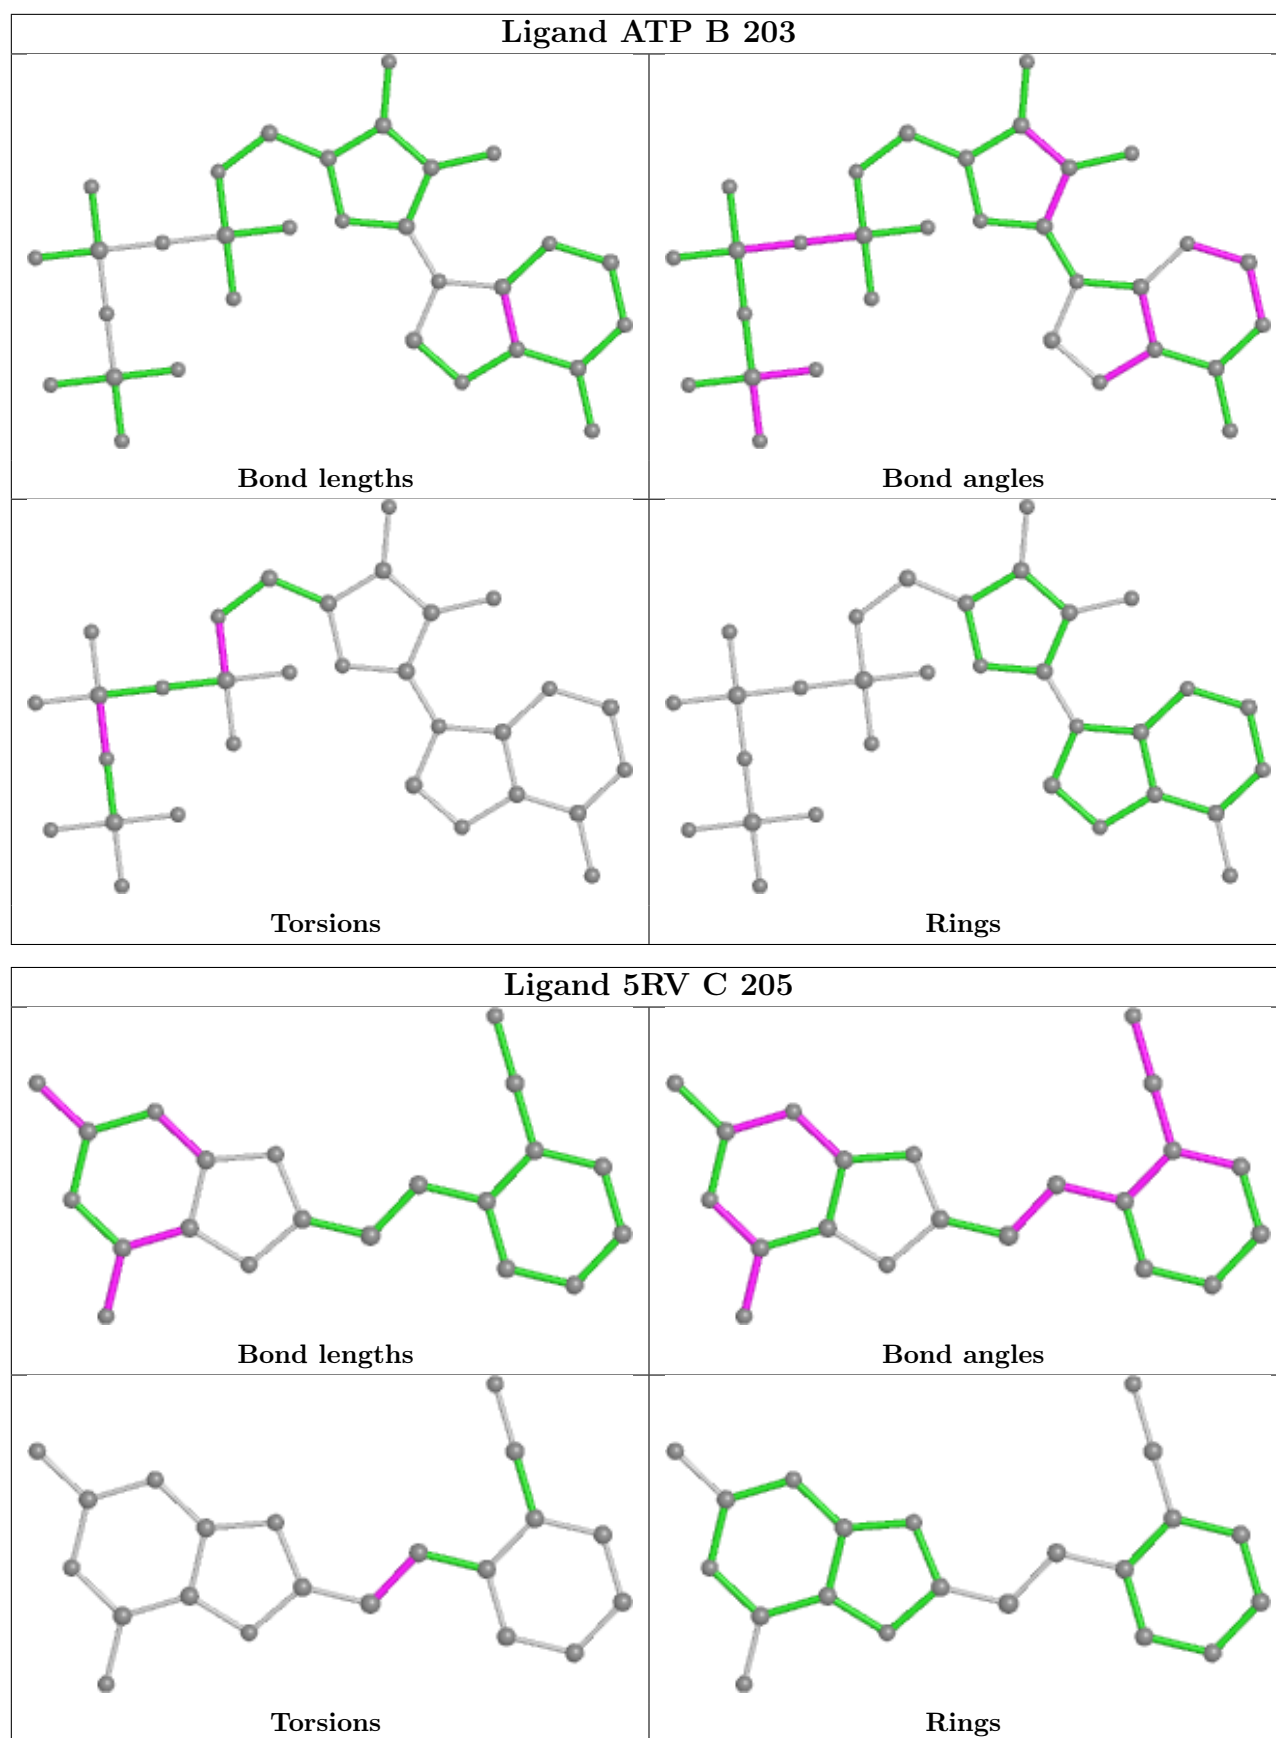 Ligand ATP B 203
Bond lengths
Bond angles
Torsions
Rings
Ligand 5RV C 205
Bond lengths
Bond angles
Torsions
Rings